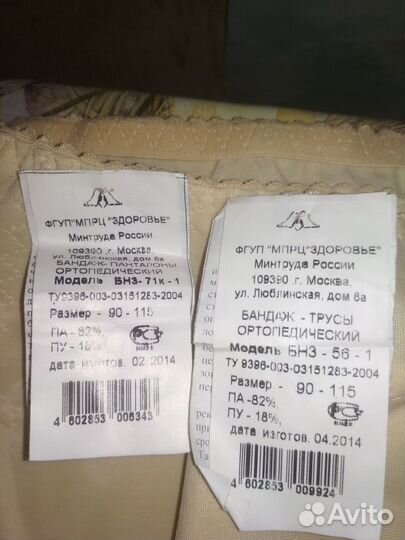 ФГУП "МПРЦ "ЗДОРОВЬЕ"
Минтруда России
109390 .г. Москва
ул. Люблинская, дом 8а
БАНДАЖ-ПАНТАЛОНЫ
ОРТОПЕДИЧЕСКИЙ
Модель БНЗ-71к-1
ТУ 9396-003-03151283-2004
Размер - 90 - 115
ПА -82%,
ПУ - 18%,
дата изготов. 02.2014
4 602853 006343
ФГУП "МПРЦ"ЗДОРОВЬЕ"
Минтруда России
109390 г. Москва,
ул. Люблинская, дом 8а
БАНДАЖ - ТРУСЫ
ОРТОПЕДИЧЕСКИЙ
Модель БНЗ - 56 - 1
ТУ 9396-003-03151283-2004
Размер - 90 - 115
ПА -82%,
ПУ - 18%,
дата изготов. 04.2014
4 602853 009924
Avito